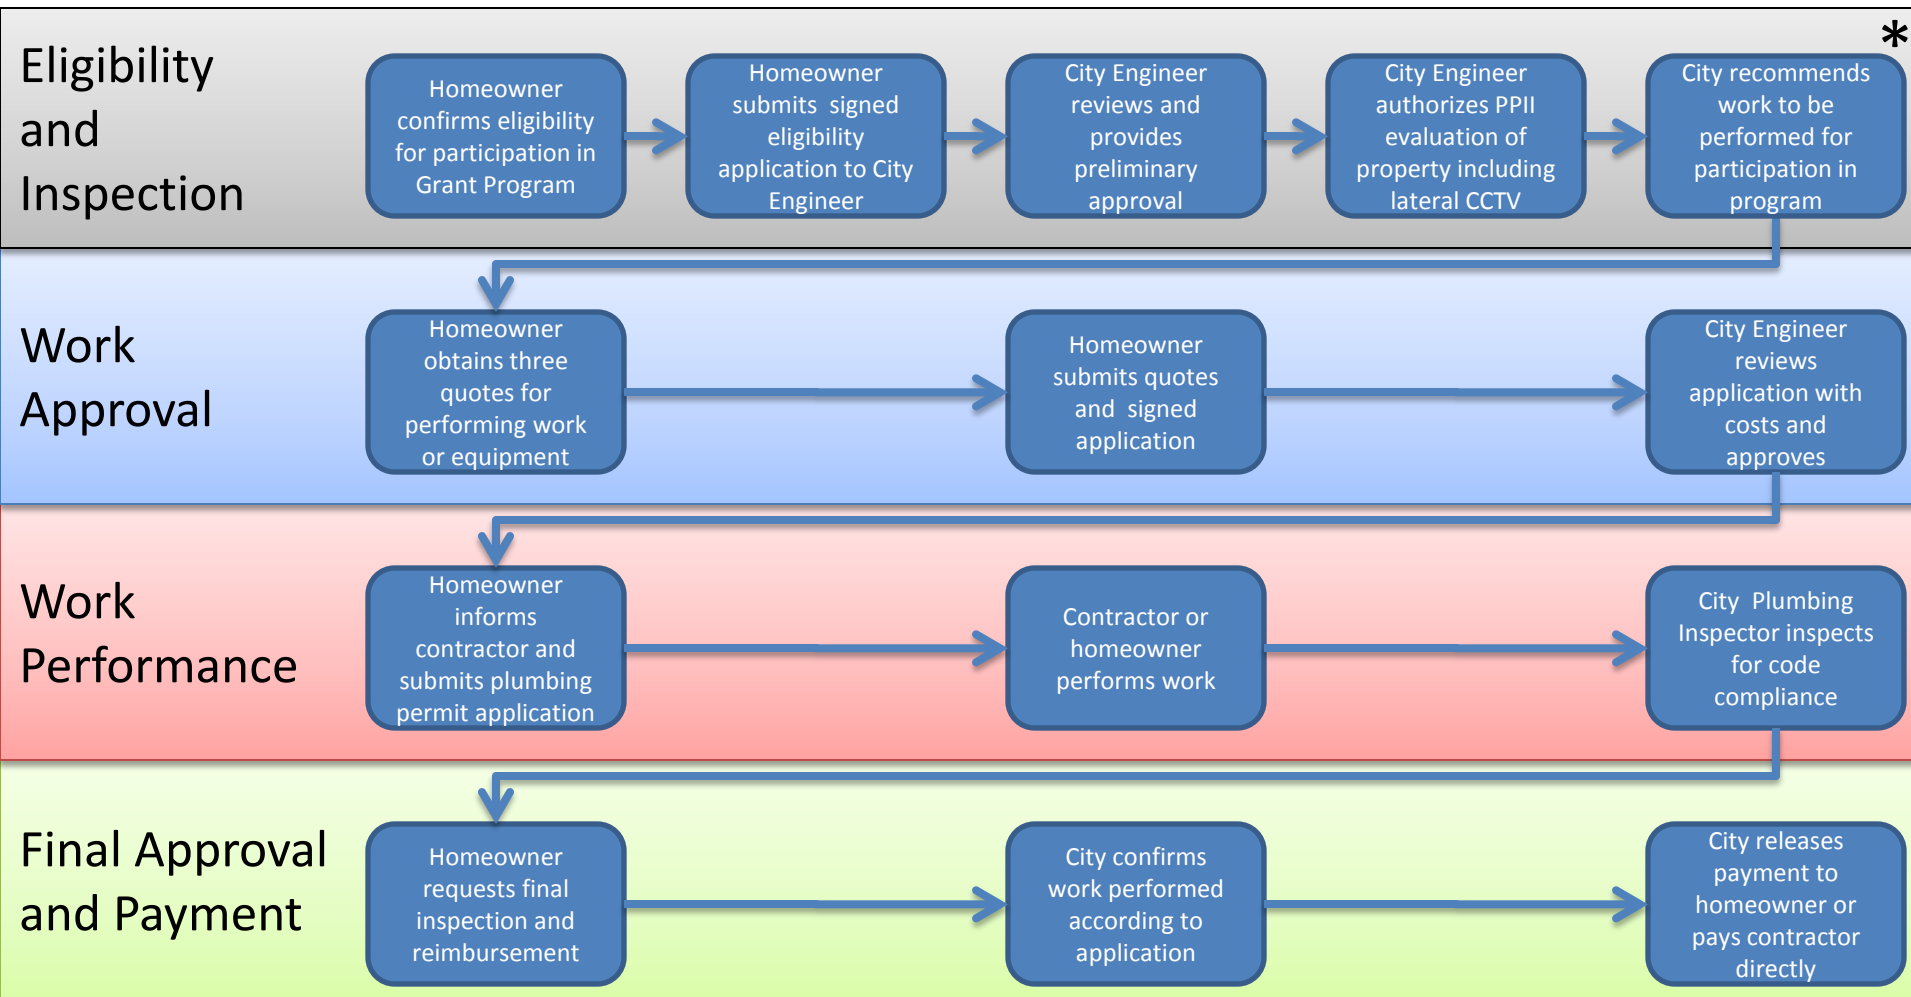 *
Eligibility
and
Inspection
Homeowner
confirms eligibility
for participation in
Grant Program
Homeowner
submits signed
eligibility
application to City
Engineer
City Engineer
reviews and
provides
preliminary
approval
City Engineer
authorizes PPII
evaluation of
property including
lateral CCTV
City recommends
work to be
performed for
participation in
program
Work
Approval
Homeowner
obtains three
quotes for
performing work
or equipment
Homeowner
submits quotes
and signed
application
City Engineer
reviews
application with
costs and
approves
Work
Performance
Homeowner
informs
contractor and
submits plumbing
permit application
Contractor or
homeowner
performs work
City Plumbing
Inspector inspects
for code
compliance
Final Approval
and Payment
Homeowner
requests final
inspection and
reimbursement
City confirms
work performed
according to
application
City releases
payment to
homeowner or
pays contractor
directly